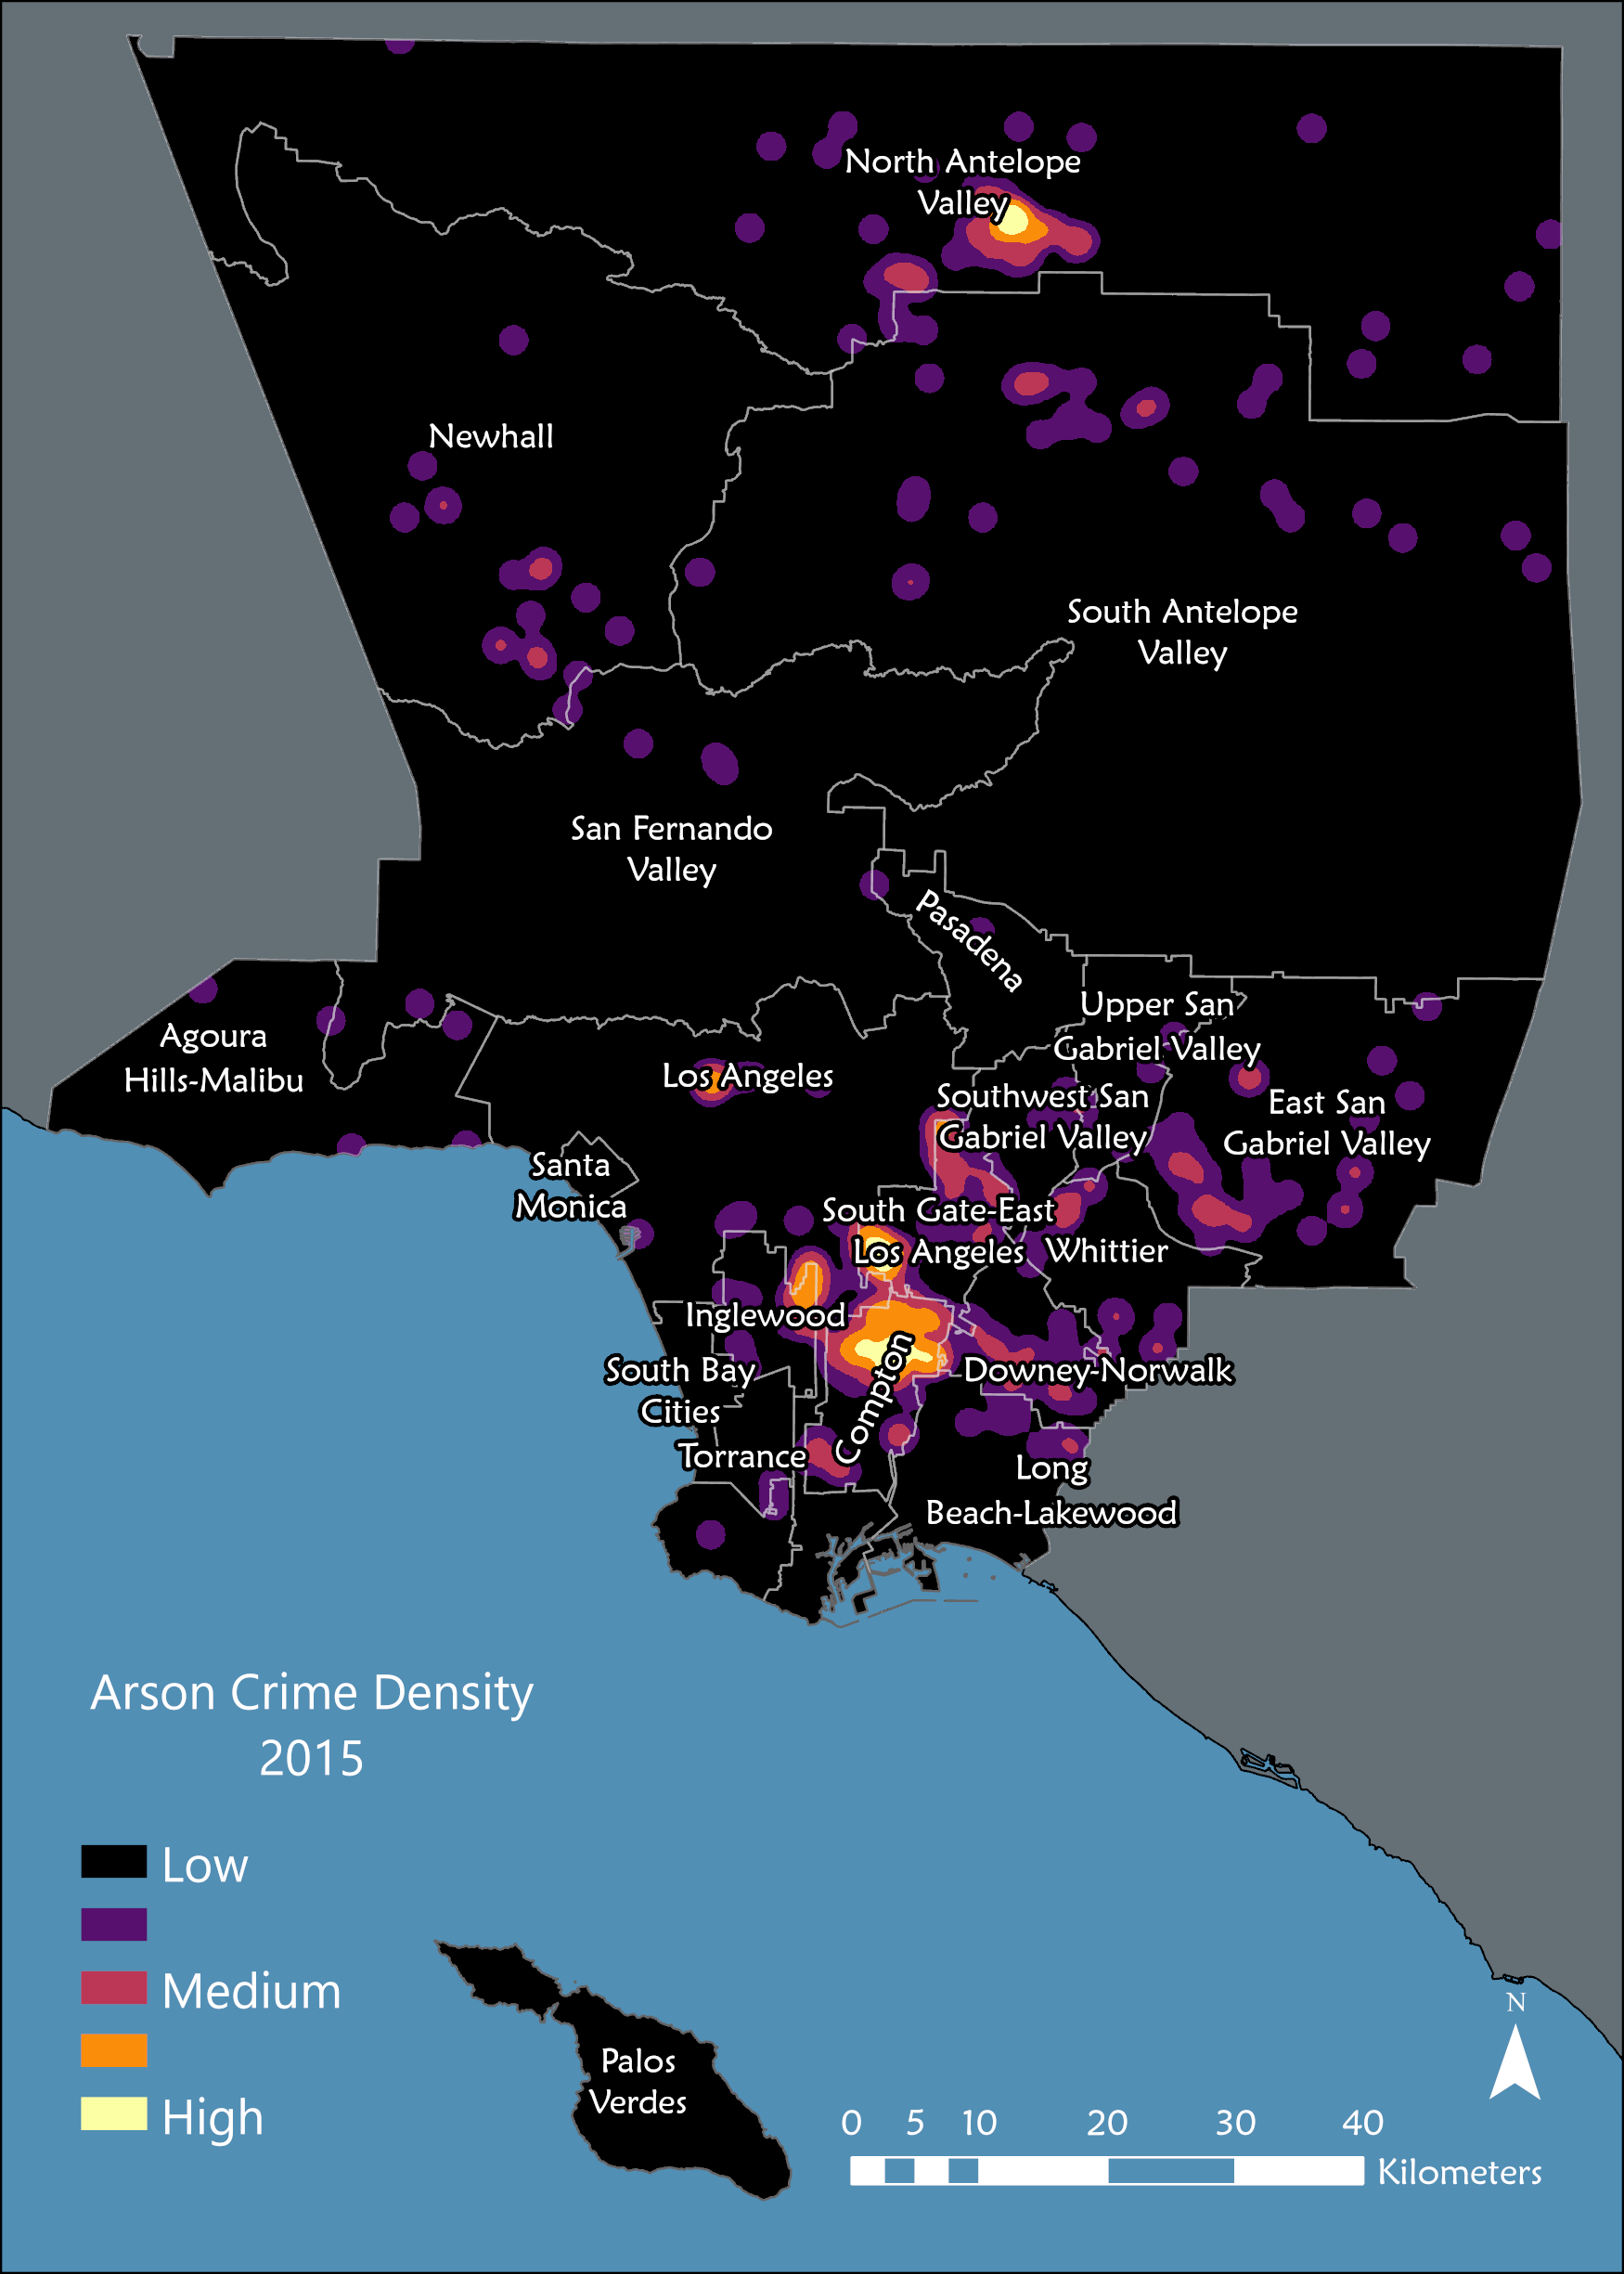 North Antelope
Valley
Newhall
South Antelope
Valley
San Fernando
Valley
Pasadena
Upper San
Gabriel Valley
Agoura
Hills-Malibu
Los Angeles
Southwest San
Gabriel Valley
East San
Gabriel Valley
Santa
Monica
South Gate-East
Los Angeles
Whittier
Inglewood
South Bay
Cities
Compton
Downey-Norwalk
Torrance
Long
Beach-Lakewood
Arson Crime Density
2015
Low
Medium
High
Palos
Verdes
N
0 5 10 20 30 40
Kilometers